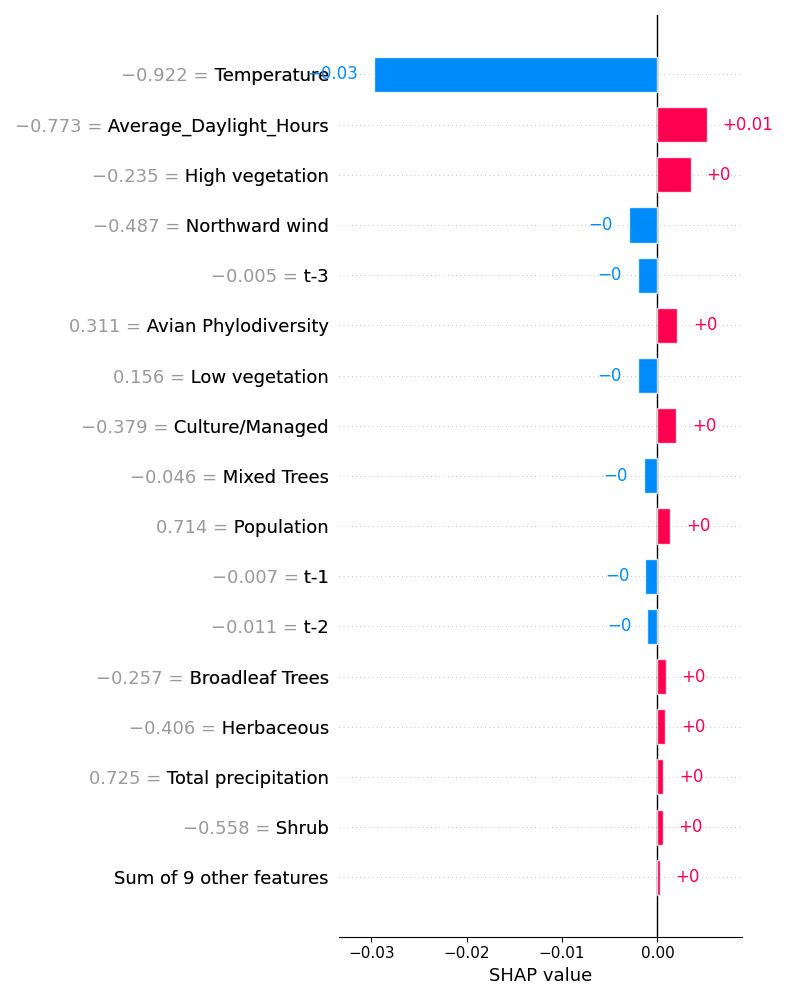 −0.922 = Temperature −0.03
−0.773 = Average_Daylight_Hours +0.01
−0.235 = High vegetation +0
−0.487 = Northward wind −0
−0.005 = t-3 −0
0.311 = Avian Phylodiversity +0
0.156 = Low vegetation −0
−0.379 = Culture/Managed +0
−0.046 = Mixed Trees −0
0.714 = Population +0
−0.007 = t-1 −0
−0.011 = t-2 −0
−0.257 = Broadleaf Trees +0
−0.406 = Herbaceous +0
0.725 = Total precipitation +0
−0.558 = Shrub +0
Sum of 9 other features +0
−0.03 −0.02 −0.01 0.00
SHAP value